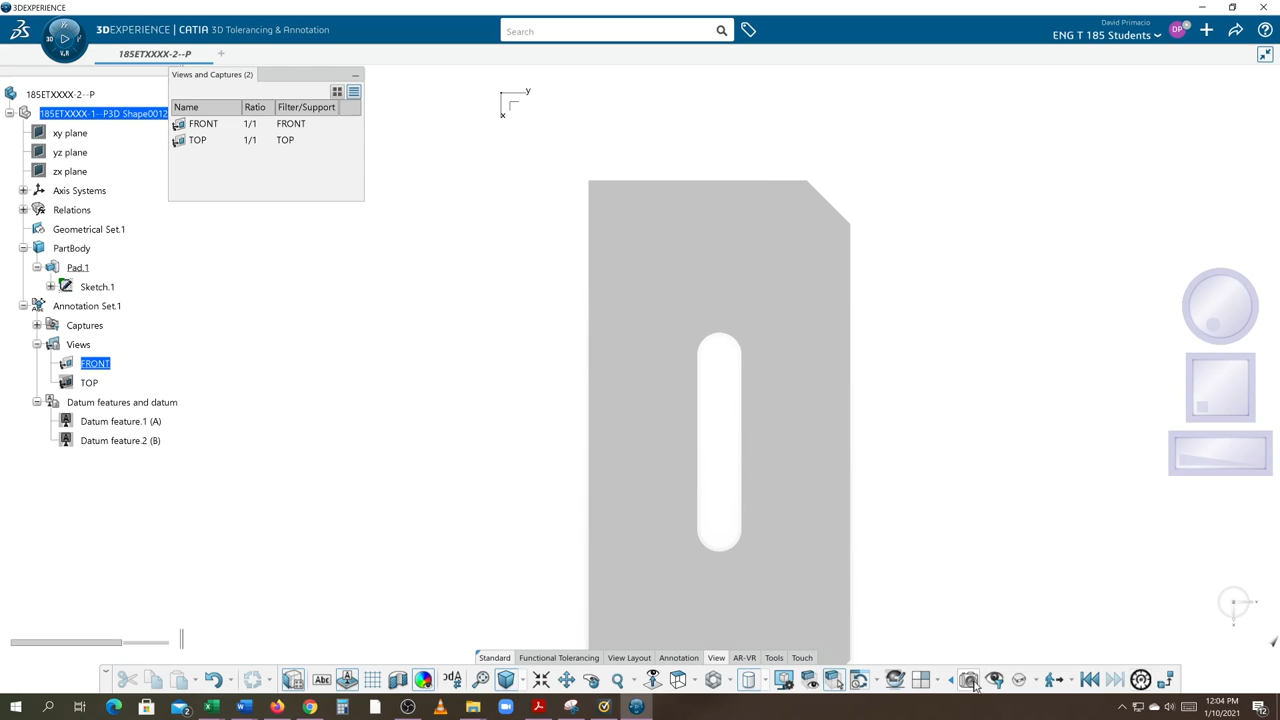 3DEXPERIENCE
3DEXPERIENCE | CATIA 3D Tolerancing & Annotation
Search
David Primacio
ENG T 185 Students
DP
V.R
185ETXXXX-2--P
Views and Captures (2)
Name Ratio Filter/Support
FRONT 1/1 FRONT
TOP 1/1 TOP
185ETXXXX-2--P
185ETXXXX-1--P3D Shape0012
xy plane
yz plane
zx plane
Axis Systems
Relations
Geometrical Set.1
PartBody
Pad.1
Sketch.1
Annotation Set.1
Captures
Views
FRONT
TOP
Datum features and datum
Datum feature.1 (A)
Datum feature.2 (B)
y
x
Standard Functional Tolerancing View Layout Annotation View AR-VR Tools Touch
Abc
12:04 PM
1/10/2021